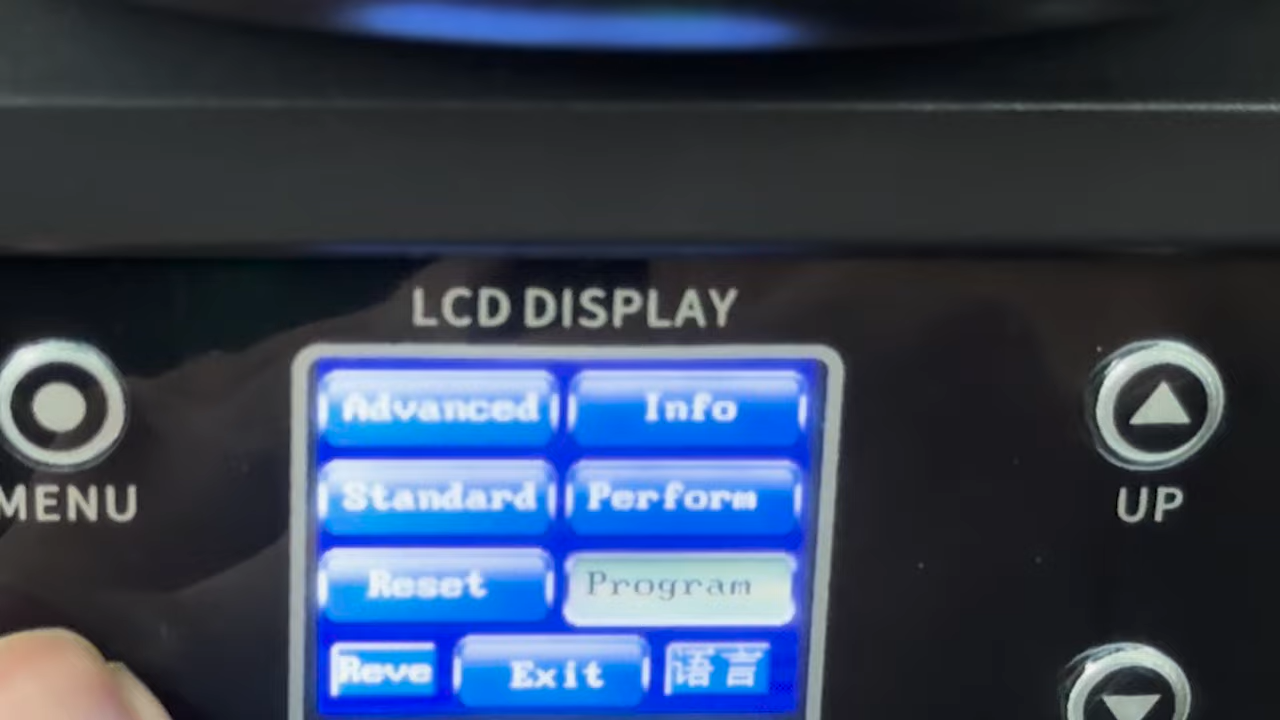 LCD DISPLAY
Advanced Info
Standard Perform
Reset Program
Reve Exit 语言
MENU
UP